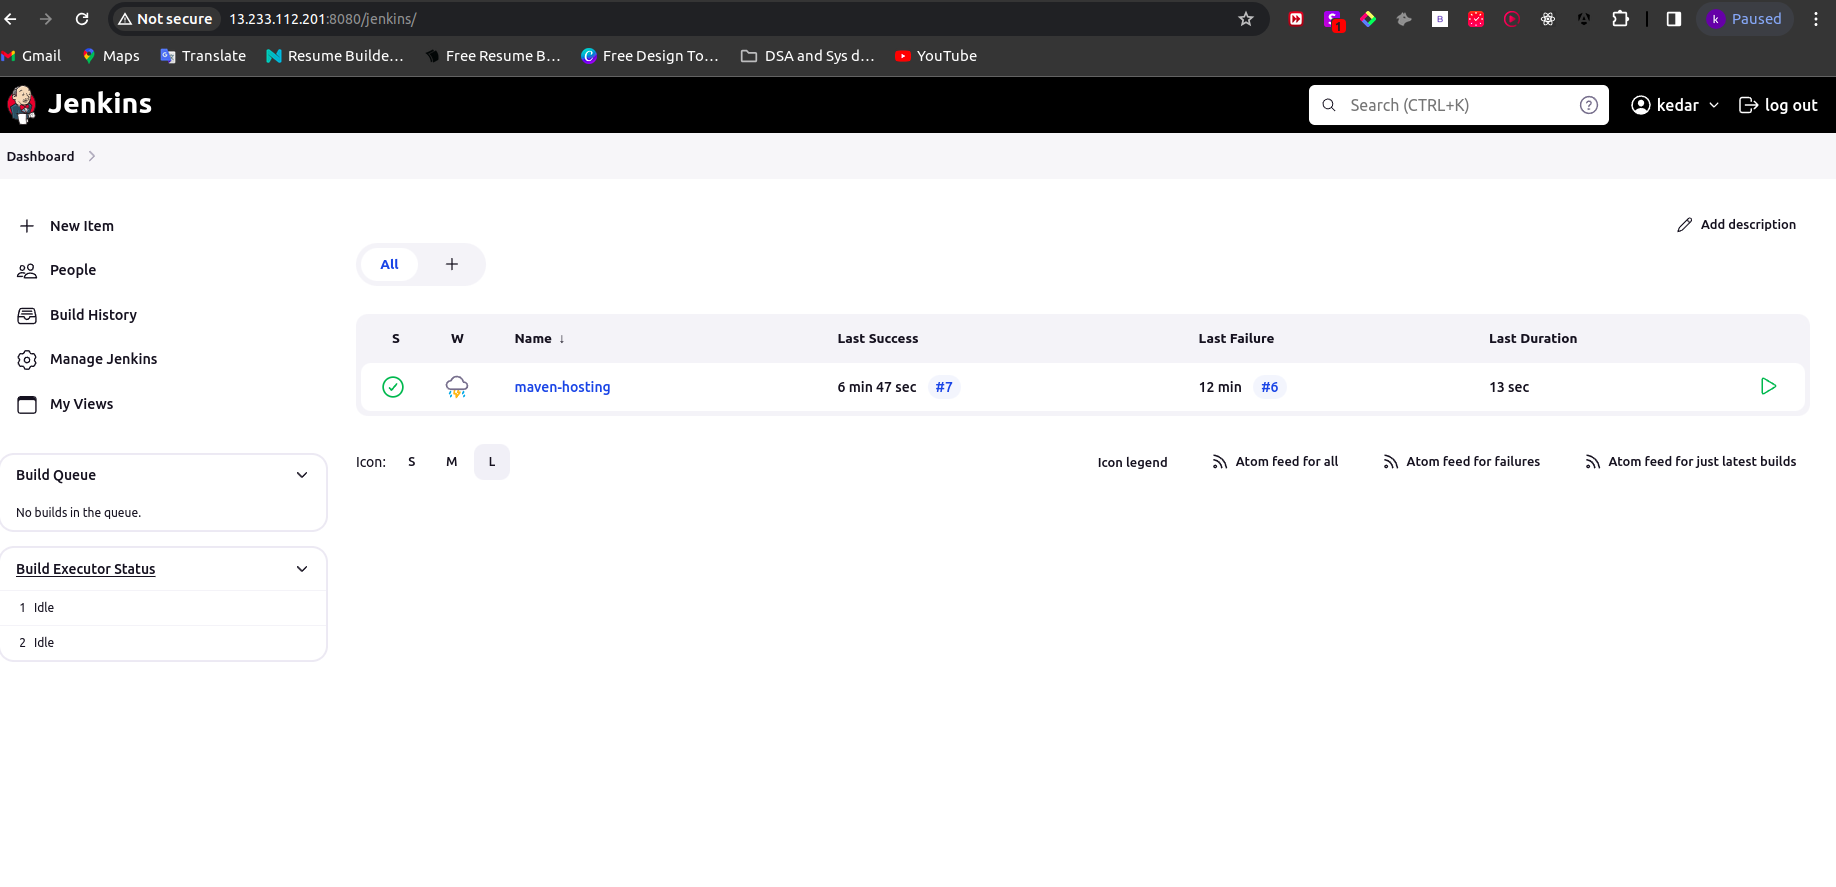 Not secure 13.233.112.201:8080/jenkins/ 1 k Paused
Gmail Maps Translate Resume Builde... Free Resume B... Free Design To... DSA and Sys d... YouTube
Jenkins Search (CTRL+K) ? kedar log out
Dashboard
New Item
Add description
People
All +
Build History
Manage Jenkins
My Views
S W Name ↓ Last Success Last Failure Last Duration
maven-hosting 6 min 47 sec #7 12 min #6 13 sec
Icon: S M L Icon legend Atom feed for all Atom feed for failures Atom feed for just latest builds
Build Queue
No builds in the queue.
Build Executor Status
1 Idle
2 Idle